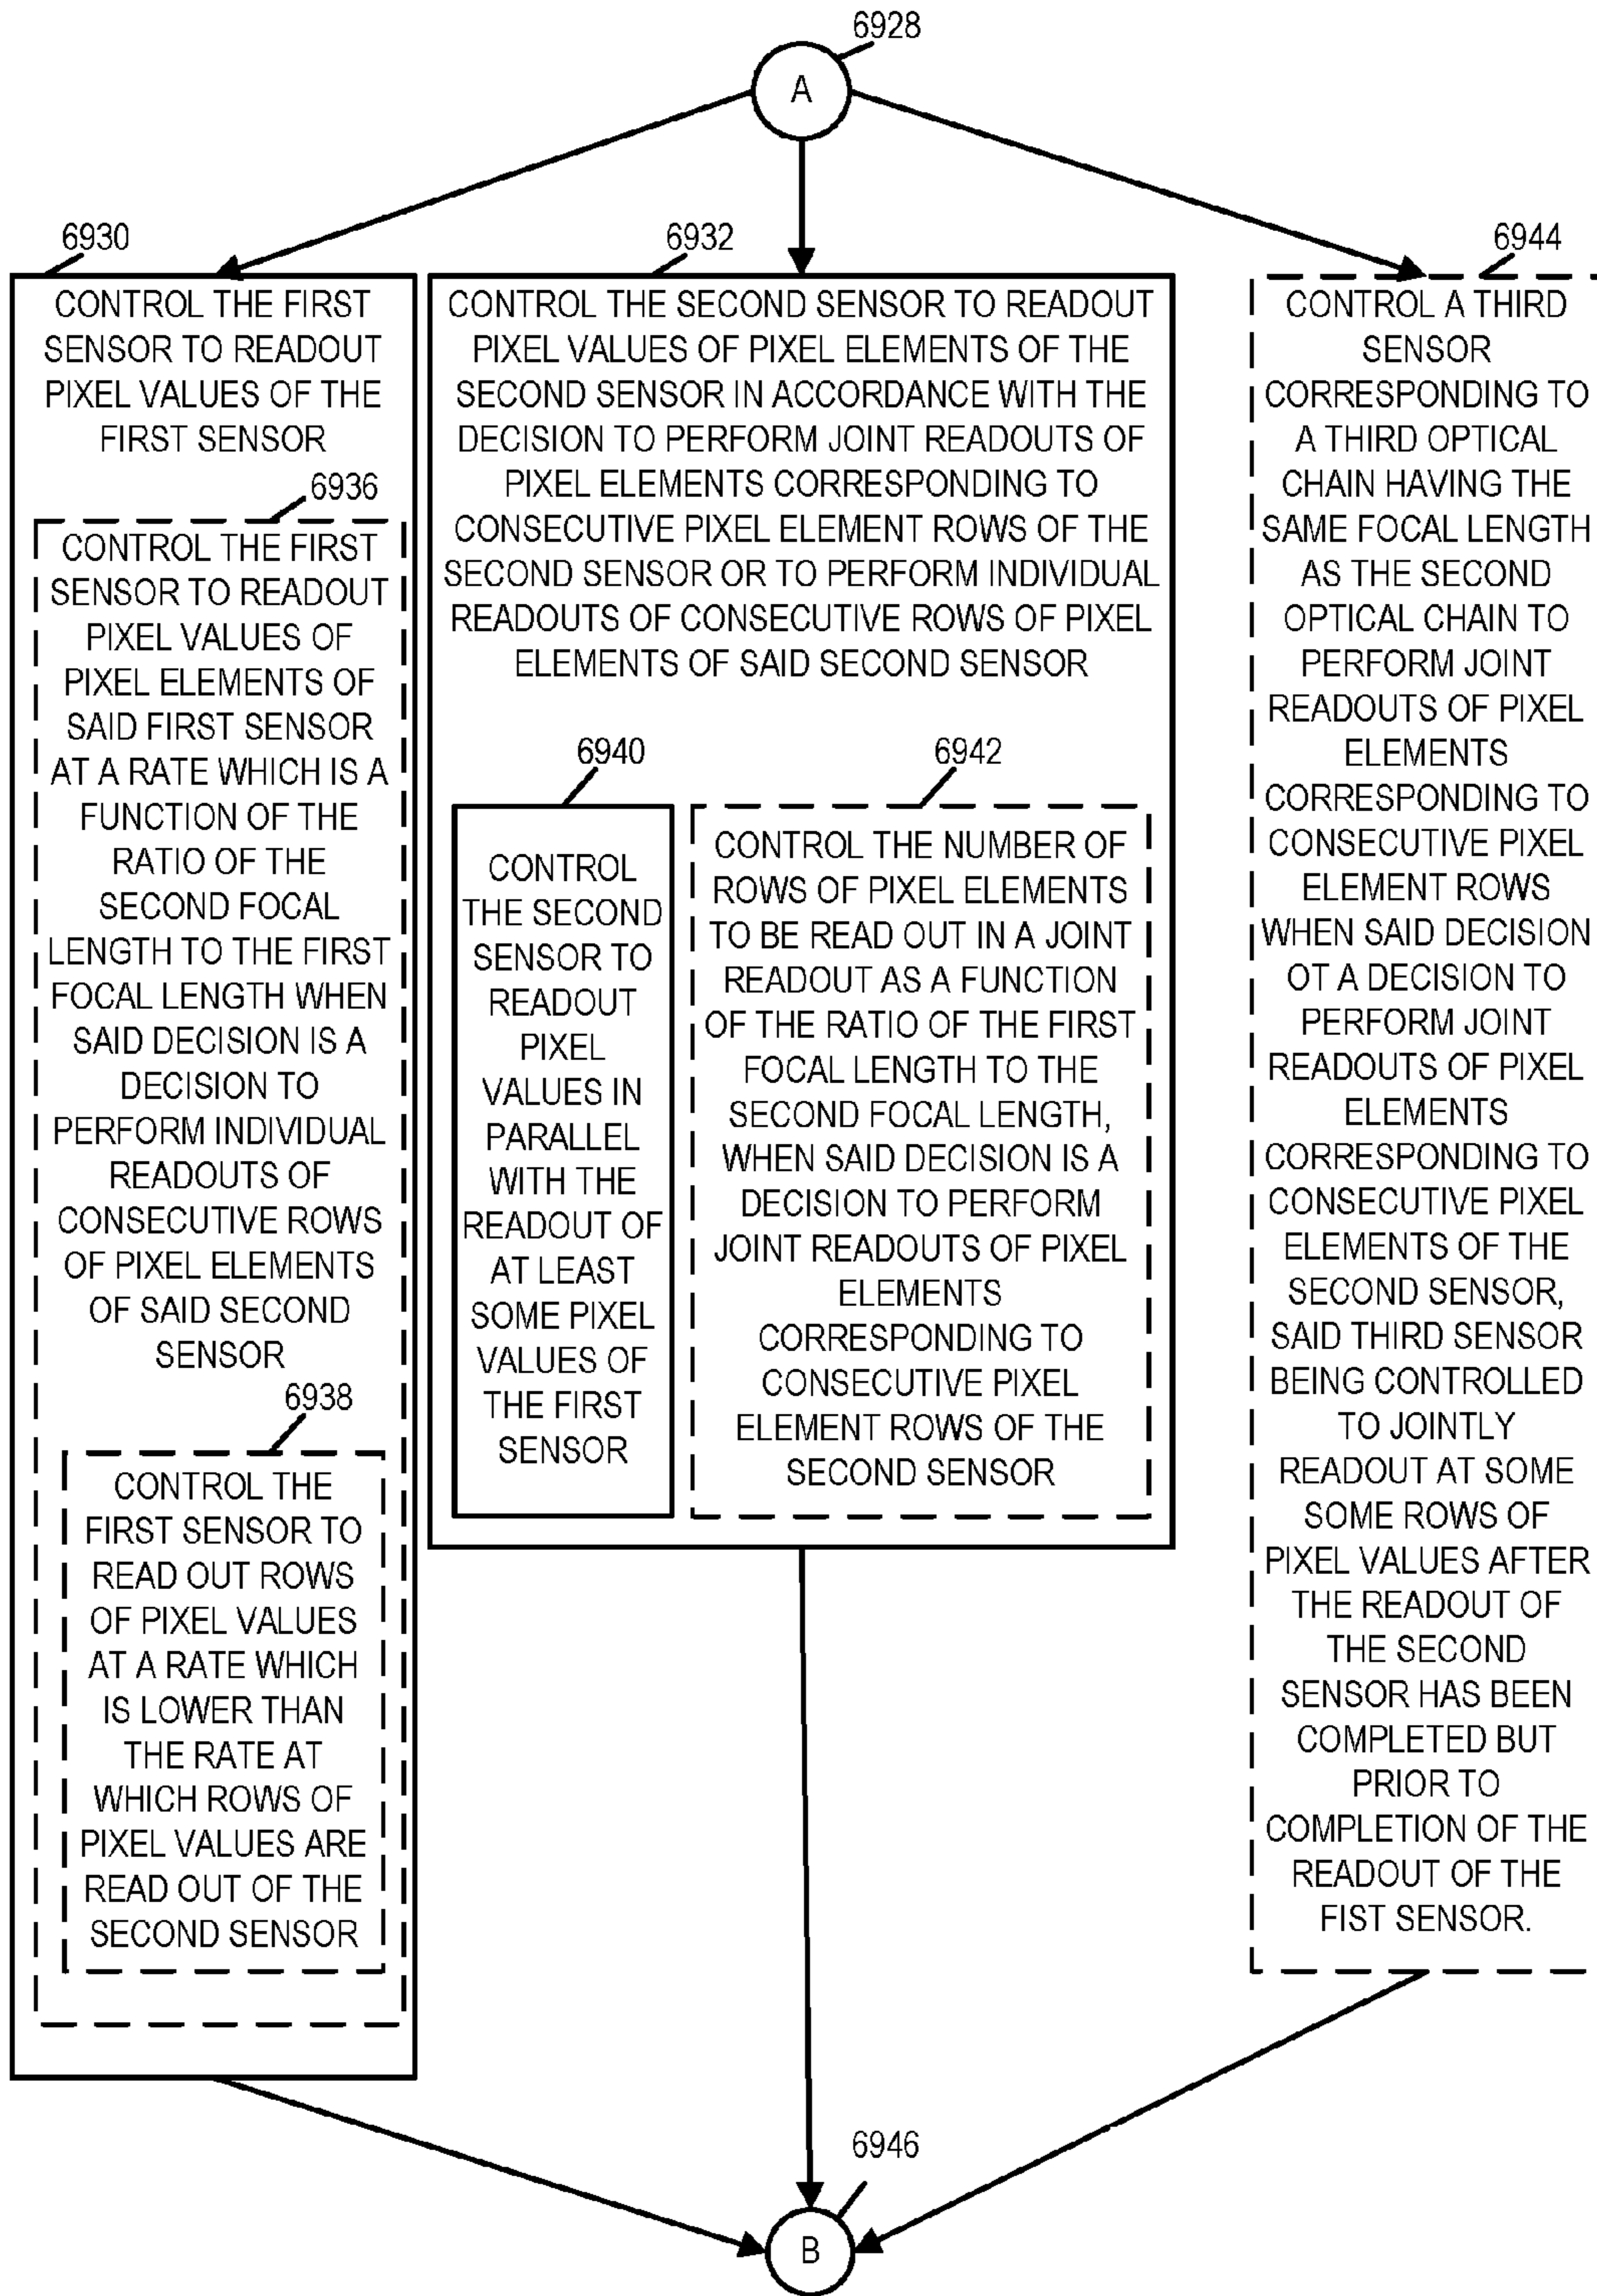 6928
A
6930
CONTROL THE FIRST
SENSOR TO READOUT
PIXEL VALUES OF THE
FIRST SENSOR
6936
CONTROL THE FIRST
SENSOR TO READOUT
PIXEL VALUES OF
PIXEL ELEMENTS OF
SAID FIRST SENSOR
AT A RATE WHICH IS A
FUNCTION OF THE
RATIO OF THE
SECOND FOCAL
LENGTH TO THE FIRST
FOCAL LENGTH WHEN
SAID DECISION IS A
DECISION TO
PERFORM INDIVIDUAL
READOUTS OF
CONSECUTIVE ROWS
OF PIXEL ELEMENTS
OF SAID SECOND
SENSOR
6938
CONTROL THE
FIRST SENSOR TO
READ OUT ROWS
OF PIXEL VALUES
AT A RATE WHICH
IS LOWER THAN
THE RATE AT
WHICH ROWS OF
PIXEL VALUES ARE
READ OUT OF THE
SECOND SENSOR
6932
CONTROL THE SECOND SENSOR TO READOUT
PIXEL VALUES OF PIXEL ELEMENTS OF THE
SECOND SENSOR IN ACCORDANCE WITH THE
DECISION TO PERFORM JOINT READOUTS OF
PIXEL ELEMENTS CORRESPONDING TO
CONSECUTIVE PIXEL ELEMENT ROWS OF THE
SECOND SENSOR OR TO PERFORM INDIVIDUAL
READOUTS OF CONSECUTIVE ROWS OF PIXEL
ELEMENTS OF SAID SECOND SENSOR
6940
CONTROL
THE SECOND
SENSOR TO
READOUT
PIXEL
VALUES IN
PARALLEL
WITH THE
READOUT OF
AT LEAST
SOME PIXEL
VALUES OF
THE FIRST
SENSOR
6942
CONTROL THE NUMBER OF
ROWS OF PIXEL ELEMENTS
TO BE READ OUT IN A JOINT
READOUT AS A FUNCTION
OF THE RATIO OF THE FIRST
FOCAL LENGTH TO THE
SECOND FOCAL LENGTH,
WHEN SAID DECISION IS A
DECISION TO PERFORM
JOINT READOUTS OF PIXEL
ELEMENTS
CORRESPONDING TO
CONSECUTIVE PIXEL
ELEMENT ROWS OF THE
SECOND SENSOR
6944
CONTROL A THIRD
SENSOR
CORRESPONDING TO
A THIRD OPTICAL
CHAIN HAVING THE
SAME FOCAL LENGTH
AS THE SECOND
OPTICAL CHAIN TO
PERFORM JOINT
READOUTS OF PIXEL
ELEMENTS
CORRESPONDING TO
CONSECUTIVE PIXEL
ELEMENT ROWS
WHEN SAID DECISION
OT A DECISION TO
PERFORM JOINT
READOUTS OF PIXEL
ELEMENTS
CORRESPONDING TO
CONSECUTIVE PIXEL
ELEMENTS OF THE
SECOND SENSOR,
SAID THIRD SENSOR
BEING CONTROLLED
TO JOINTLY
READOUT AT SOME
SOME ROWS OF
PIXEL VALUES AFTER
THE READOUT OF
THE SECOND
SENSOR HAS BEEN
COMPLETED BUT
PRIOR TO
COMPLETION OF THE
READOUT OF THE
FIST SENSOR.
6946
B